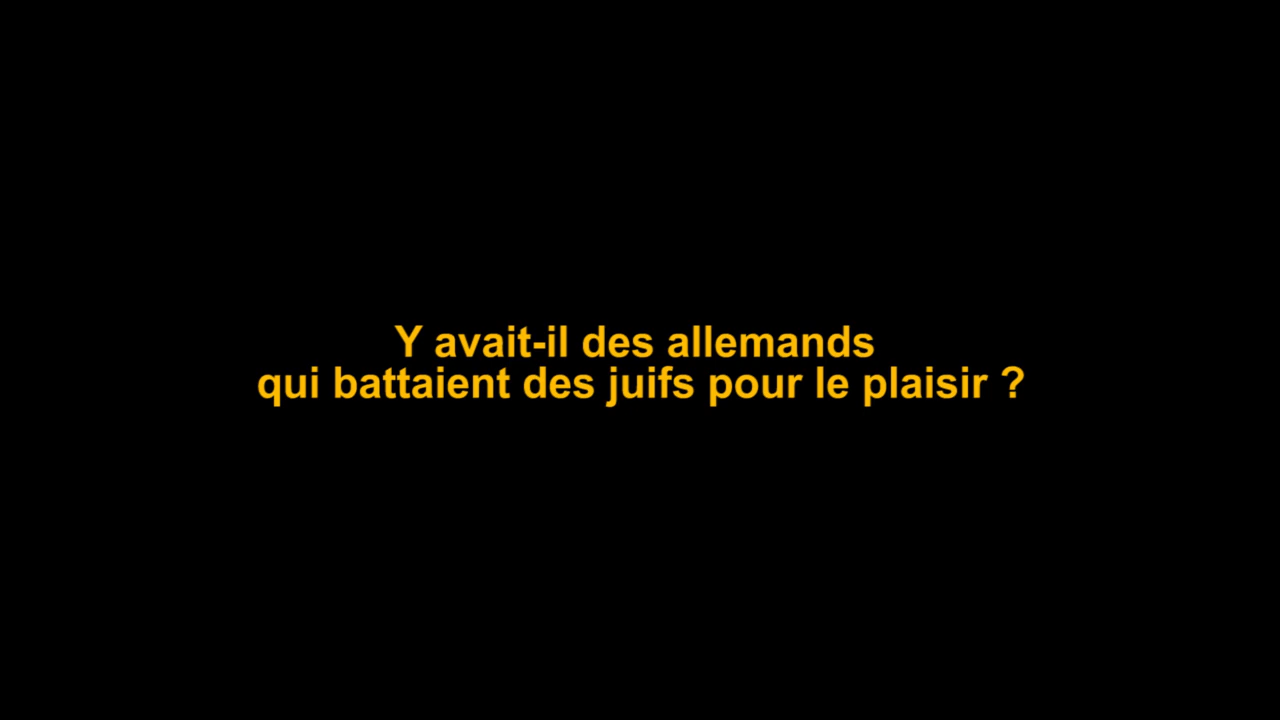 Y avait-il des allemands
qui battaient des juifs pour le plaisir ?